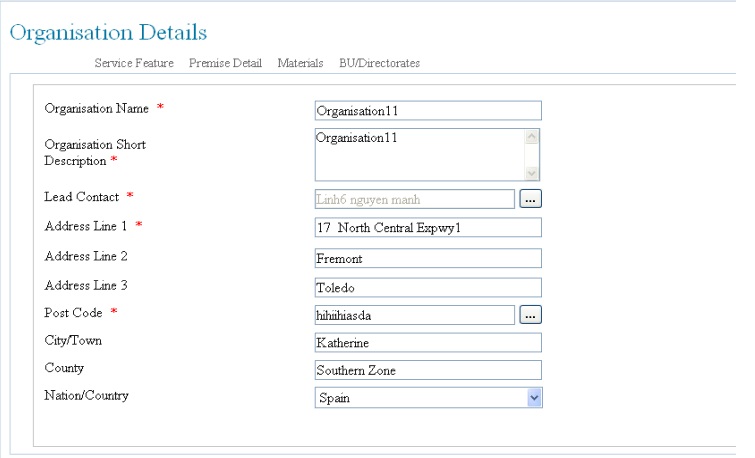 Organisation Details
Service Feature Premise Detail Materials BU/Directorates
Organisation Name * Organisation11
Organisation Short Description * Organisation11
Lead Contact * Linh6 nguyen manh ...
Address Line 1 * 17 North Central Expwy1
Address Line 2 Fremont
Address Line 3 Toledo
Post Code * hihiihiasda ...
City/Town Katherine
County Southern Zone
Nation/Country Spain